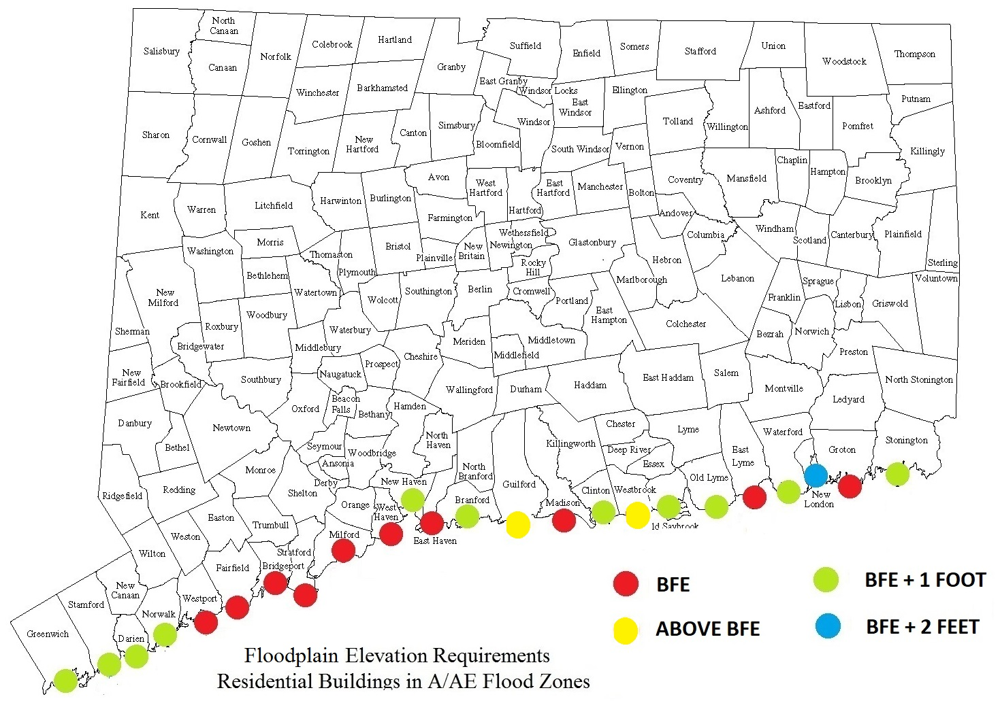 North
Canaan
Salisbury
Canaan
Norfolk
Colebrook
Hartland
Granby
Suffield
Enfield
Somers
Stafford
Union
Woodstock
Thompson
Winchester
Barkhamsted
East Granby
Windsor Locks
East
Windsor
Ellington
Ashford
Eastford
Putnam
Sharon
Cornwall
Goshen
Torrington
New
Hartford
Canton
Simsbury
Bloomfield
Windsor
South Windsor
Vernon
Tolland
Willington
Pomfret
Killingly
Kent
Warren
Litchfield
Harwinton
Burlington
Avon
West
Hartford
Hartford
East
Hartford
Manchester
Bolton
Coventry
Mansfield
Chaplin
Hampton
Brooklyn
Farmington
Andover
Washington
Morris
Thomaston
Plymouth
Bristol
Plainville
New
Britain
Newington
Wethersfield
Rocky
Hill
Glastonbury
Hebron
Columbia
Windham
Scotland
Canterbury
Plainfield
Sterling
New
Milford
Bethlehem
Watertown
Wolcott
Southington
Berlin
Cromwell
Portland
Marlborough
East
Hampton
Lebanon
Franklin
Sprague
Lisbon
Griswold
Voluntown
Sherman
Bridgewater
Roxbury
Woodbury
Middlebury
Waterbury
Cheshire
Meriden
Middlefield
Middletown
Colchester
Bozrah
Norwich
Preston
New
Fairfield
Brookfield
Southbury
Naugatuck
Prospect
Wallingford
Durham
Haddam
East Haddam
Salem
Montville
Ledyard
North Stonington
Danbury
Bethel
Newtown
Oxford
Beacon
Falls
Bethany
Hamden
North
Haven
Killingworth
Chester
Deep River
Essex
Lyme
East
Lyme
Waterford
Groton
Stonington
Ridgefield
Redding
Monroe
Seymour
Ansonia
Derby
Woodbridge
Shelton
Orange
New Haven
West
Haven
East Haven
North
Branford
Branford
Guilford
Madison
Clinton
Westbrook
ld Saybrook
Old Lyme
New
London
Easton
Trumbull
Weston
Wilton
Milford
Stratford
Bridgeport
Fairfield
New
Canaan
Westport
Norwalk
Stamford
Greenwich
Darien
BFE
BFE + 1 FOOT
ABOVE BFE
BFE + 2 FEET
Floodplain Elevation Requirements
Residential Buildings in A/AE Flood Zones